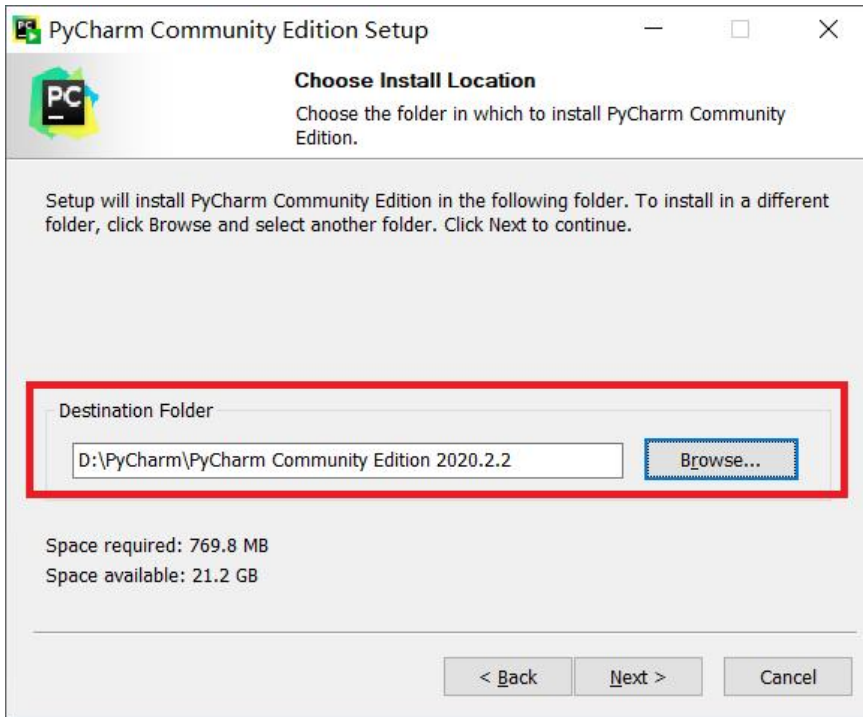 PyCharm Community Edition Setup
PC
Choose Install Location
Choose the folder in which to install PyCharm Community
Edition.
Setup will install PyCharm Community Edition in the following folder. To install in a different
folder, click Browse and select another folder. Click Next to continue.
Destination Folder
D:\PyCharm\PyCharm Community Edition 2020.2.2
Browse...
Space required: 769.8 MB
Space available: 21.2 GB
< Back
Next >
Cancel